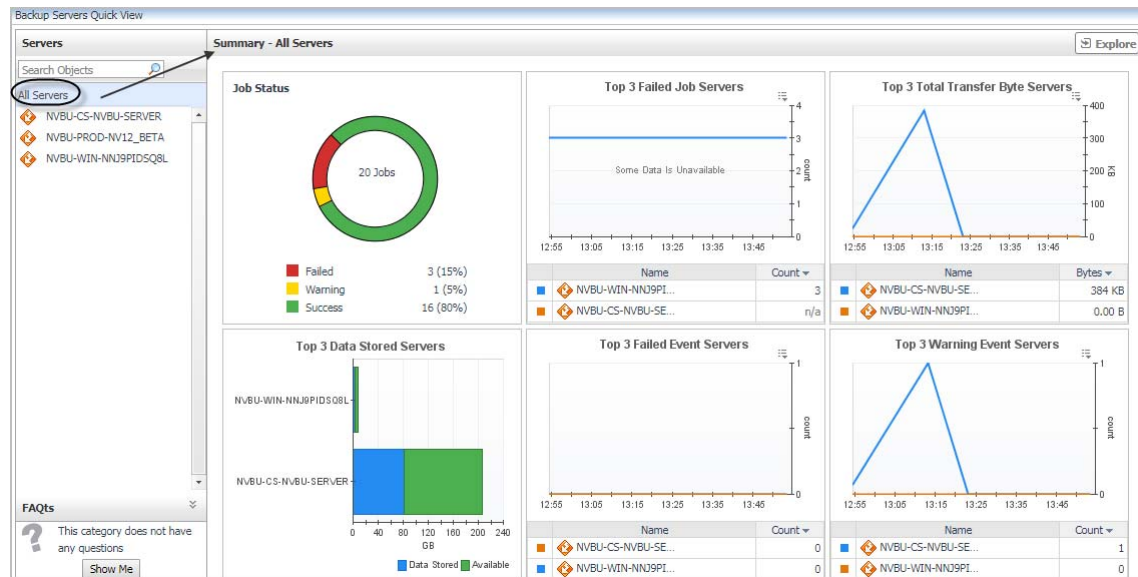 Backup Servers Quick View
Servers
Search Objects
All Servers
NVBU-CS-NVBU-SERVER
NVBU-PROD-NV12_BETA
NVBU-WIN-NNJ9PIDSQ8L
FAQts
This category does not have
any questions
Show Me
Summary - All Servers
Explore
Job Status
20 Jobs
Failed 3 (15%)
Warning 1 (5%)
Success 16 (80%)
Top 3 Failed Job Servers
4
3
2
1
0
count
Some Data Is Unavailable
12:55 13:05 13:15 13:25 13:35 13:45
Name Count
NVBU-WIN-NNJ9PI... 3
NVBU-CS-NVBU-SE... n/a
Top 3 Total Transfer Byte Servers
400
300
200
100
0
KB
12:55 13:05 13:15 13:25 13:35 13:45
Name Bytes
NVBU-CS-NVBU-SE... 384 KB
NVBU-WIN-NNJ9PI... 0.00 B
Top 3 Data Stored Servers
NVBU-WIN-NNJ9PIDSQ8L
NVBU-CS-NVBU-SERVER
0 40 80 120 160 200 240
GB
Data Stored Available
Top 3 Failed Event Servers
1
0
count
12:55 13:05 13:15 13:25 13:35 13:45
Name Count
NVBU-CS-NVBU-SE... 0
NVBU-WIN-NNJ9PI... 0
Top 3 Warning Event Servers
1
0
count
12:55 13:05 13:15 13:25 13:35 13:45
Name Count
NVBU-CS-NVBU-SE... 1
NVBU-WIN-NNJ9PI... 0